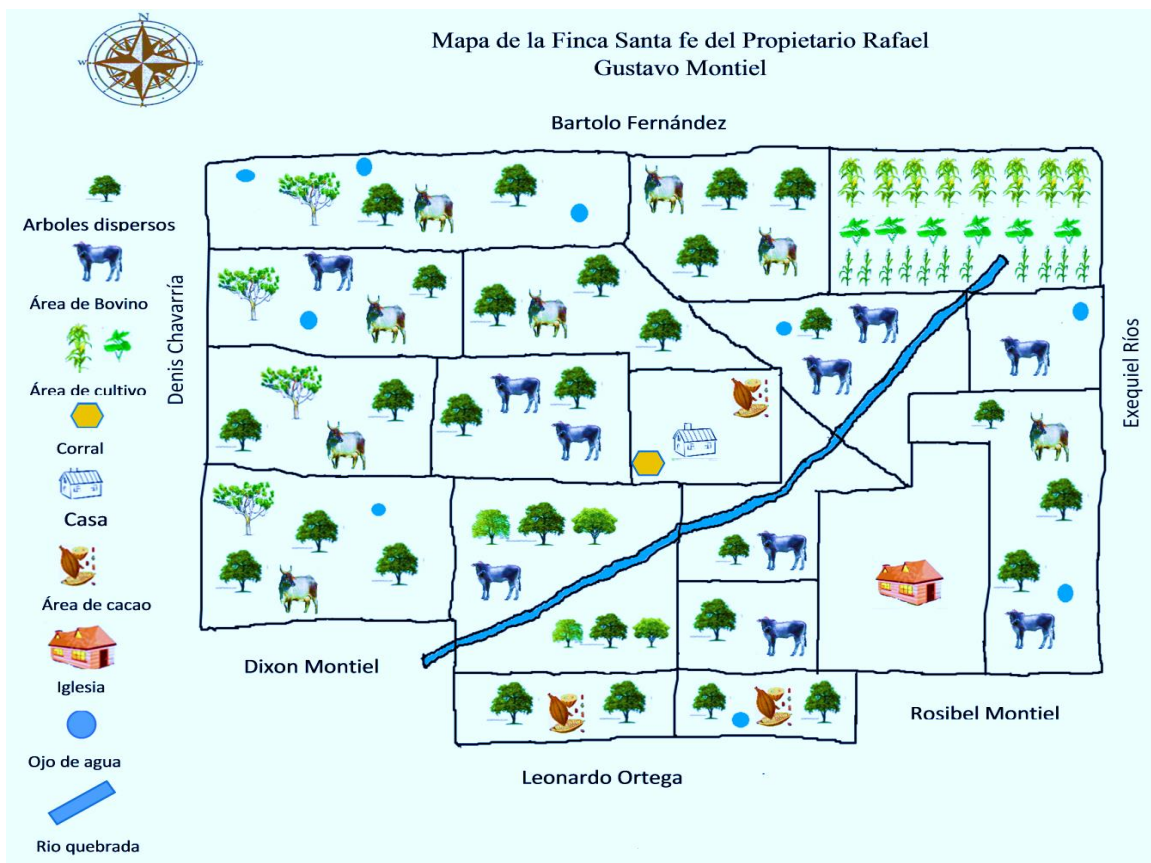 N
W
E
S
Mapa de la Finca Santa fe del Propietario Rafael
Gustavo Montiel
Bartolo Fernández
Arboles dispersos
Área de Bovino
Denis Chavarría
Área de cultivo
Exequiel Ríos
Corral
Casa
Área de cacao
Iglesia
Dixon Montiel
Rosibel Montiel
Ojo de agua
Leonardo Ortega
Rio quebrada